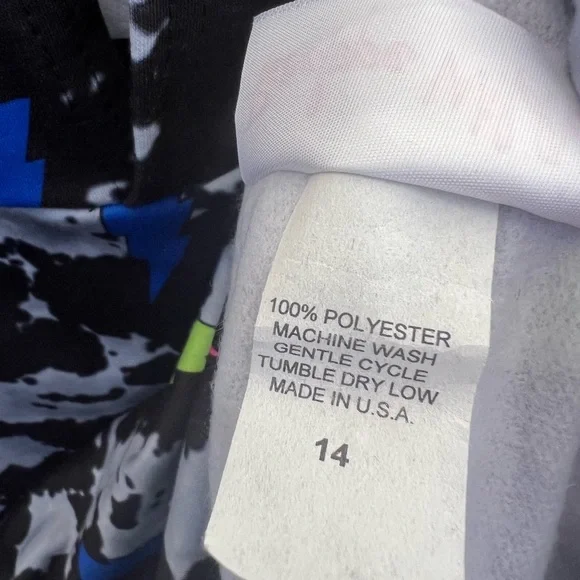 100% POLYESTER
MACHINE WASH
GENTLE CYCLE
TUMBLE DRY LOW
MADE IN U.S.A.
14